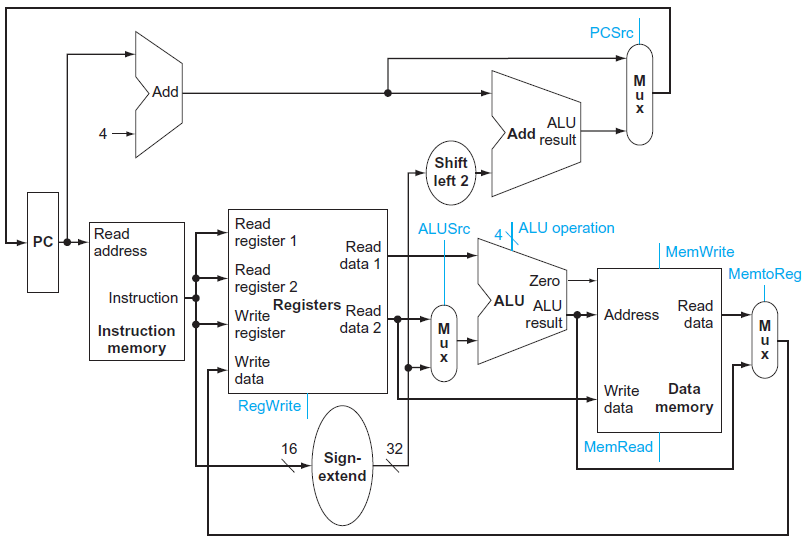 PCSrc
M
u
x
Add
4
Add
ALU
result
Shift
left 2
PC
Read
address
Instruction
Instruction
memory
Read
register 1
Read
register 2
Write
register
Write
data
Registers
Read
data 1
Read
data 2
RegWrite
16
Sign-
extend
32
ALUSrc
M
u
x
4
ALU operation
Zero
ALU
ALU
result
MemWrite
Address
Read
data
Write
data
Data
memory
MemRead
MemtoReg
M
u
x